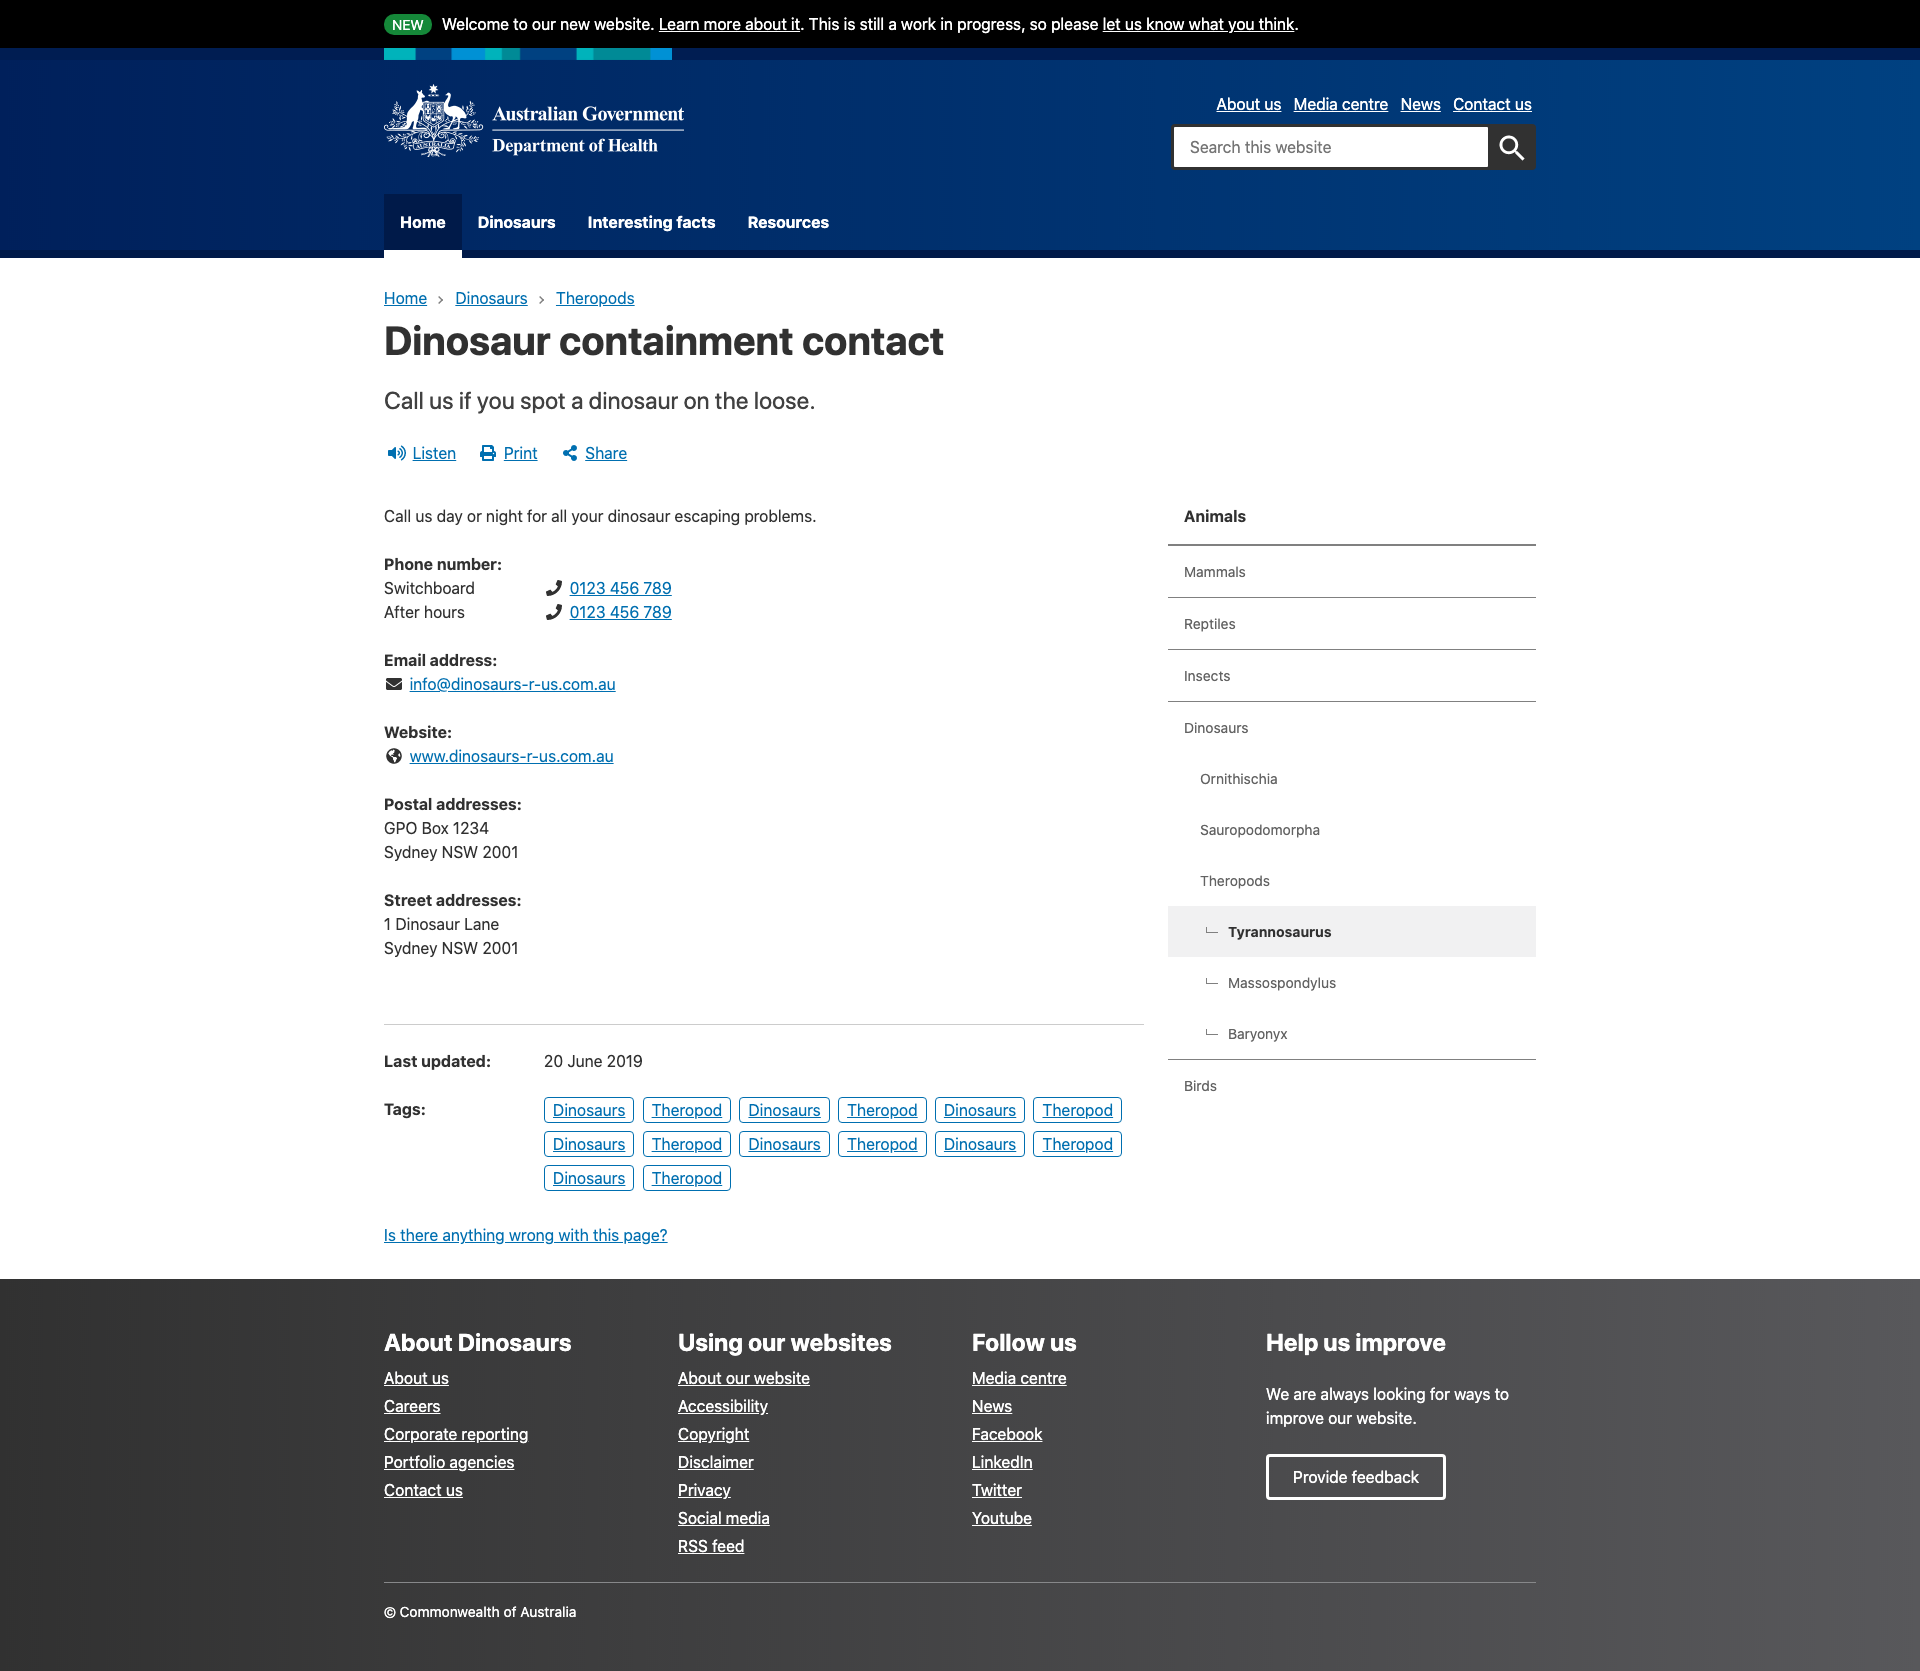 NEW Welcome to our new website. Learn more about it. This is still a work in progress, so please let us know what you think.
Australian Government
Department of Health
About us Media centre News Contact us
Search this website
Home Dinosaurs Interesting facts Resources
Home › Dinosaurs › Theropods
Dinosaur containment contact
Call us if you spot a dinosaur on the loose.
Listen Print Share
Call us day or night for all your dinosaur escaping problems.
Phone number:
Switchboard 0123 456 789
After hours 0123 456 789
Email address:
info@dinosaurs-r-us.com.au
Website:
www.dinosaurs-r-us.com.au
Postal addresses:
GPO Box 1234
Sydney NSW 2001
Street addresses:
1 Dinosaur Lane
Sydney NSW 2001
Animals
Mammals
Reptiles
Insects
Dinosaurs
Ornithischia
Sauropodomorpha
Theropods
Tyrannosaurus
Massospondylus
Baryonyx
Birds
Last updated: 20 June 2019
Tags: Dinosaurs Theropod Dinosaurs Theropod Dinosaurs Theropod
Dinosaurs Theropod Dinosaurs Theropod Dinosaurs Theropod
Dinosaurs Theropod
Is there anything wrong with this page?
About Dinosaurs
About us
Careers
Corporate reporting
Portfolio agencies
Contact us
Using our websites
About our website
Accessibility
Copyright
Disclaimer
Privacy
Social media
RSS feed
Follow us
Media centre
News
Facebook
LinkedIn
Twitter
Youtube
Help us improve
We are always looking for ways to
improve our website.
Provide feedback
© Commonwealth of Australia